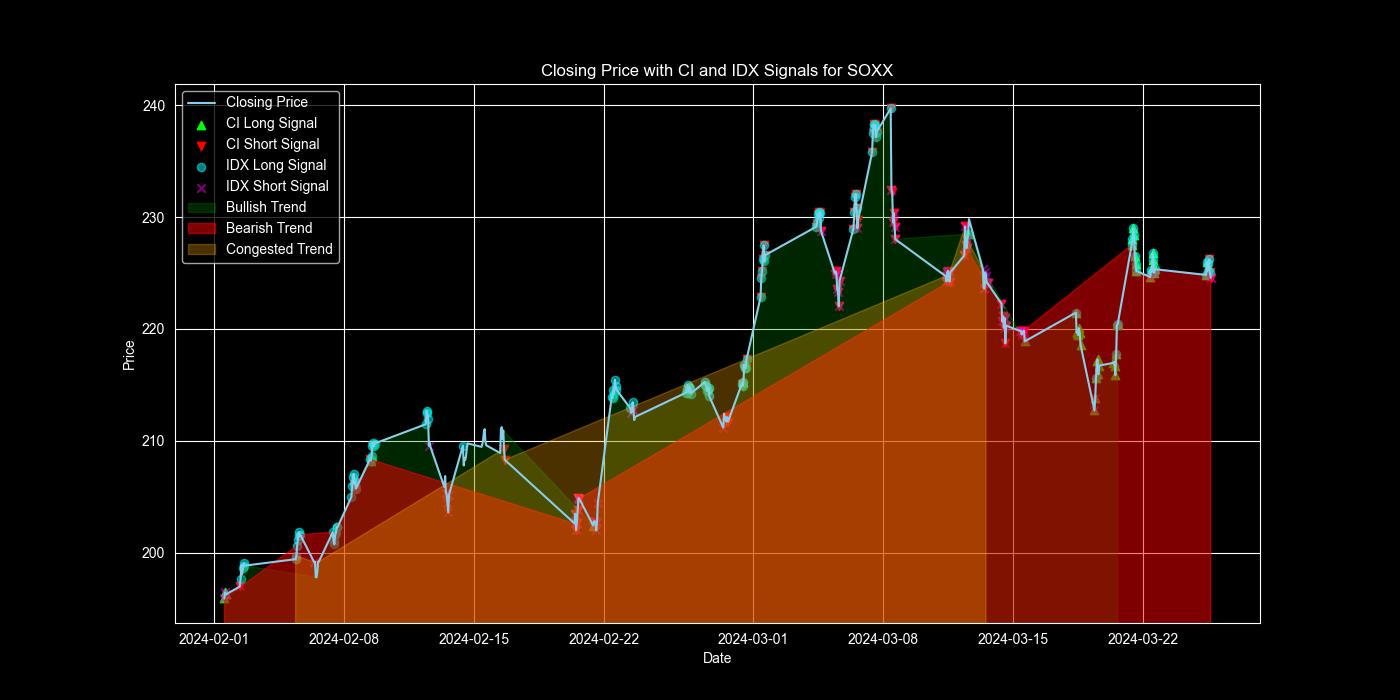 Closing Price with CI and IDX Signals for SOXX
Closing Price
CI Long Signal
CI Short Signal
IDX Long Signal
IDX Short Signal
Bullish Trend
Bearish Trend
Congested Trend
240
230
220
210
200
Price
2024-02-01 2024-02-08 2024-02-15 2024-02-22 2024-03-01 2024-03-08 2024-03-15 2024-03-22
Date